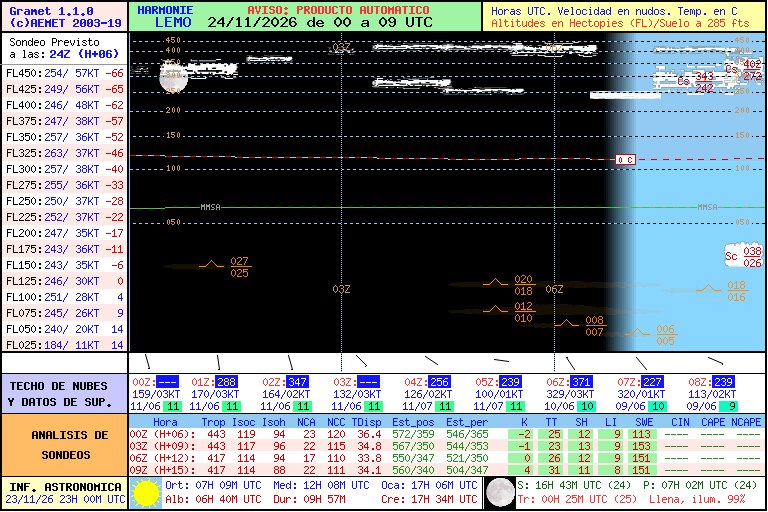 Gramet 1.1.0
(c)AEMET 2003-19
HARMONIE
LEMO
AVISO: PRODUCTO AUTOMATICO
24/11/2026 de 00 a 09 UTC
Horas UTC. Velocidad en nudos. Temp. en C
Altitudes en Hectopies (FL)/Suelo a 285 fts
Sondeo Previsto
a las: 24Z (H+06)
FL450: 254/ 57KT -66
FL425: 249/ 56KT -65
FL400: 246/ 48KT -62
FL375: 247/ 38KT -57
FL350: 257/ 36KT -52
FL325: 263/ 37KT -46
FL300: 257/ 38KT -40
FL275: 255/ 36KT -33
FL250: 250/ 37KT -28
FL225: 252/ 37KT -22
FL200: 247/ 35KT -17
FL175: 243/ 36KT -11
FL150: 243/ 35KT -6
FL125: 246/ 30KT 0
FL100: 251/ 28KT 4
FL075: 245/ 26KT 9
FL050: 240/ 20KT 14
FL025: 184/ 11KT 14
450 03Z 06Z 450
400 400
350 Cs 402
273
300 Cs 343
242
250
200 200
150 150
0 C
100 100
MMSA MMSA
050 050
Sc 038
026
027
025
03Z 020
018
06Z 018
016
012
010
008
007
006
005
TECHO DE NUBES
Y DATOS DE SUP.
00Z: --- 01Z: 288 02Z: 347 03Z: --- 04Z: 256 05Z: 239 06Z: 371 07Z: 227 08Z: 239
159/03KT 170/03KT 164/02KT 132/03KT 126/02KT 100/01KT 329/03KT 320/01KT 113/02KT
11/06 11 11/06 11 11/06 11 11/06 11 11/07 11 11/07 11 10/06 10 09/06 10 09/06 9
ANALISIS DE
SONDEOS
Hora Trop Isoc Isoh NCA NCC TDisp Est_pos Est_per K TT SH LI SWE CIN CAPE NCAPE
00Z (H+06) 443 119 94 23 120 36.4 572/359 546/365 -2 25 12 9 113 ---- ---- ----
03Z (H+09) 443 117 96 22 115 34.8 567/354 544/350 -1 23 13 9 153 ---- ---- ----
06Z (H+12) 417 114 94 17 110 33.8 550/347 521/350 0 26 12 9 151 ---- ---- ----
09Z (H+15) 417 114 88 22 111 34.1 560/340 504/347 4 31 11 8 151 ---- ---- ----
INF. ASTRONOMICA
23/11/26 23H 00M UTC
Ort: 07H 09M UTC Med: 12H 08M UTC Oca: 17H 06M UTC
Alb: 06H 40M UTC Dur: 09H 57M Cre: 17H 34M UTC
S: 16H 43M UTC (24) P: 07H 02M UTC (24)
Tr: 00H 25M UTC (25) Llena, ilum. 99%